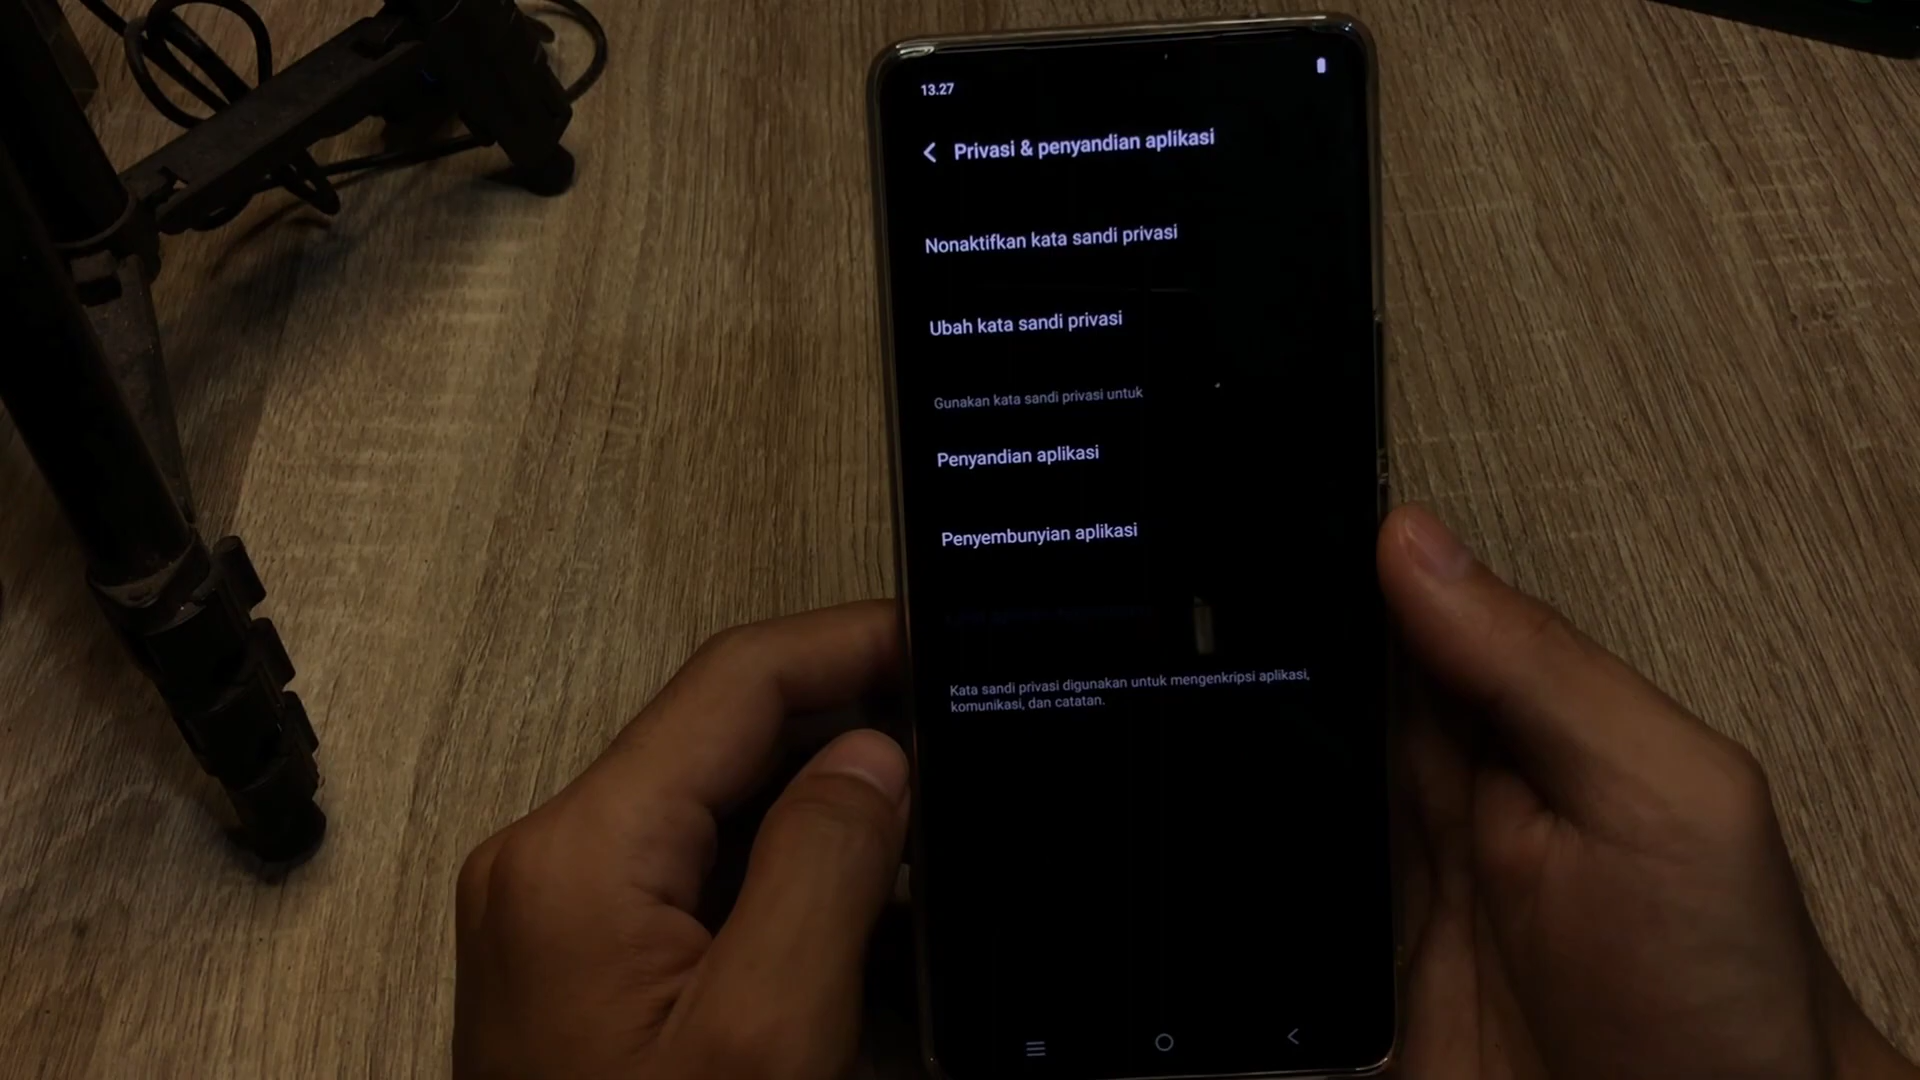 13.27
Privasi & penyandian aplikasi
Nonaktifkan kata sandi privasi
Ubah kata sandi privasi
Gunakan kata sandi privasi untuk
Penyandian aplikasi
Penyembunyian aplikasi
Kata sandi privasi digunakan untuk mengenkripsi aplikasi,
komunikasi, dan catatan.